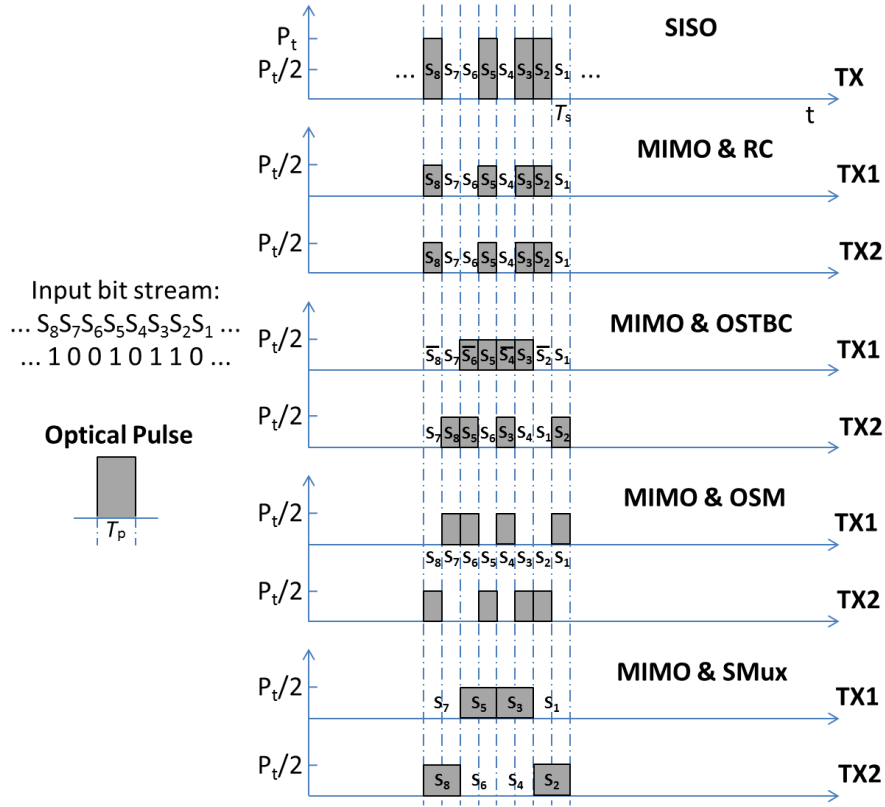 SISO
Pₜ
Pₜ/2
... S₈ S₇ S₆ S₅ S₄ S₃ S₂ S₁ ...
TX
Tₛ
t
MIMO & RC
Pₜ/2
S₈ S₇ S₆ S₅ S₄ S₃ S₂ S₁
TX1
Pₜ/2
S₈ S₇ S₆ S₅ S₄ S₃ S₂ S₁
TX2
Input bit stream:
... S₈S₇S₆S₅S₄S₃S₂S₁ ...
... 1 0 0 1 0 1 1 0 ...
MIMO & OSTBC
Pₜ/2
S̅₈ S₇ S̅₆ S₅ S̅₄ S₃ S̅₂ S₁
TX1
Pₜ/2
S₇ S₈ S₅ S₆ S₃ S₄ S₁ S₂
TX2
Optical Pulse
Tₚ
MIMO & OSM
Pₜ/2
TX1
S₈ S₇ S₆ S₅ S₄ S₃ S₂ S₁
Pₜ/2
TX2
MIMO & SMux
Pₜ/2
S₇ S₅ S₃ S₁
TX1
Pₜ/2
S₈ S₆ S₄ S₂
TX2